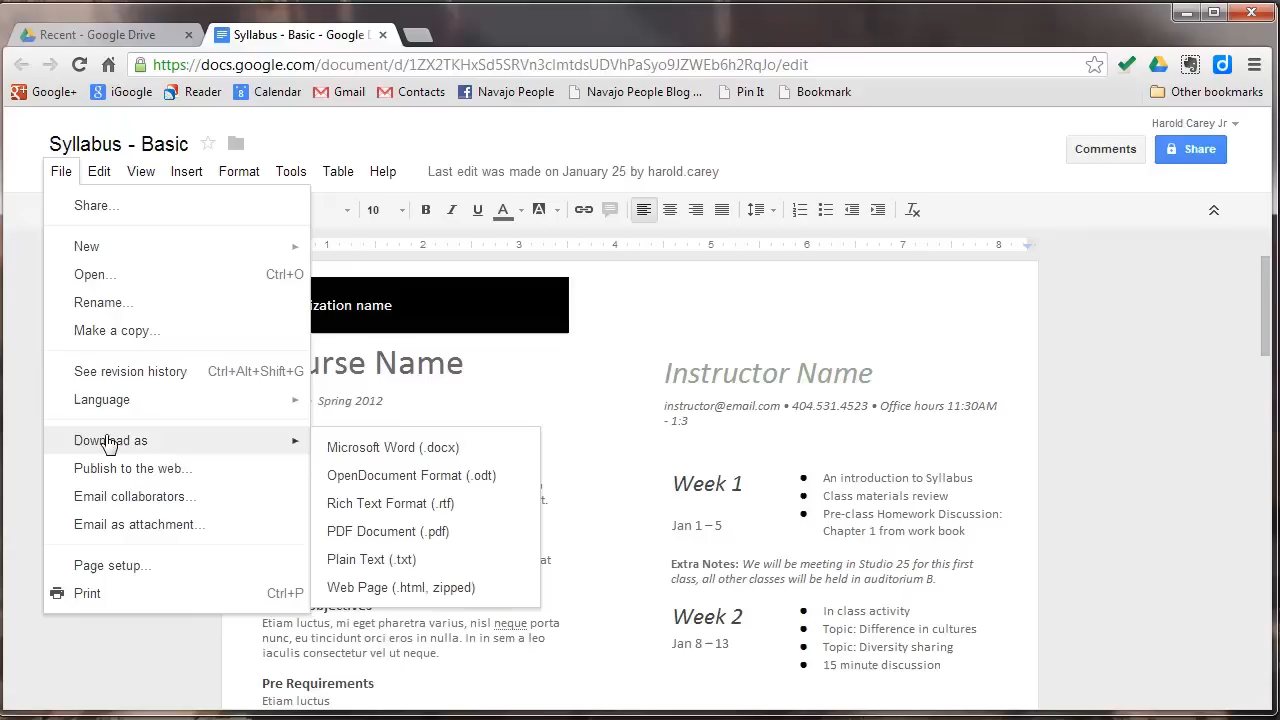 Recent - Google Drive
Syllabus - Basic - Google D
https://docs.google.com/document/d/1ZX2TKHxSd5SRVn3clmtdsUDVhPaSyo9JZWEb6h2RqJo/edit
Google+ iGoogle Reader Calendar Gmail Contacts Navajo People Navajo People Blog ... Pin It Bookmark Other bookmarks
Harold Carey Jr
Syllabus - Basic
Comments
Share
File Edit View Insert Format Tools Table Help Last edit was made on January 25 by harold.carey
10 B I U A A
1 2 3 4 5 6 7 8
Share...
New
Open... Ctrl+O
Rename...
Make a copy...
See revision history Ctrl+Alt+Shift+G
Language
Download as
Publish to the web...
Email collaborators...
Email as attachment...
Page setup...
Print Ctrl+P
Microsoft Word (.docx)
OpenDocument Format (.odt)
Rich Text Format (.rtf)
PDF Document (.pdf)
Plain Text (.txt)
Web Page (.html, zipped)
ization name
urse Name
Spring 2012
t.
at
Objectives
Etiam luctus, mi eget pharetra varius, nisl neque porta
nunc, eu tincidunt orci eros in nulla. In in sem a leo
iaculis consectetur vel ut neque.
Pre Requirements
Etiam luctus
Instructor Name
instructor@email.com • 404.531.4523 • Office hours 11:30AM
- 1:3
Week 1
Jan 1 – 5
● An introduction to Syllabus
● Class materials review
● Pre-class Homework Discussion:
Chapter 1 from work book
Extra Notes: We will be meeting in Studio 25 for this first
class, all other classes will be held in auditorium B.
Week 2
Jan 8 – 13
● In class activity
● Topic: Difference in cultures
● Topic: Diversity sharing
● 15 minute discussion